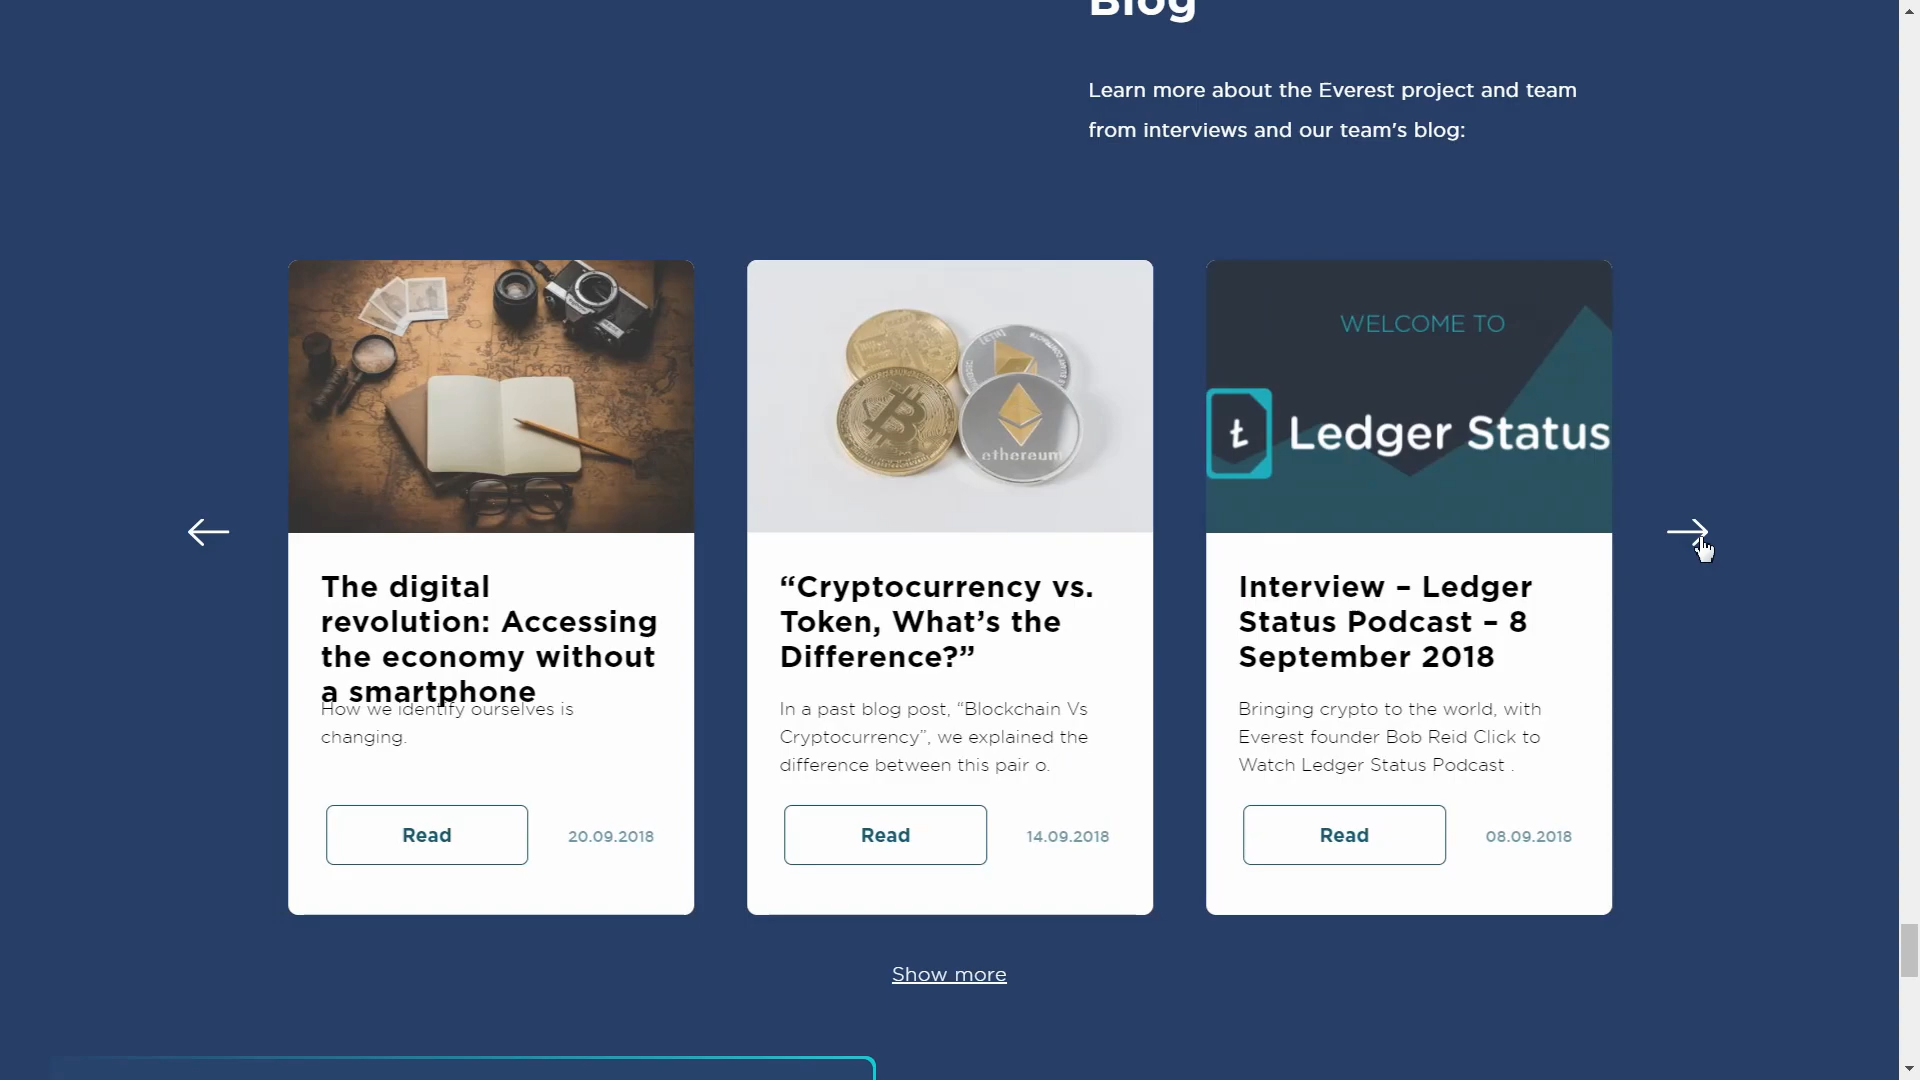 Blog
Learn more about the Everest project and team
from interviews and our team's blog:
ethereum
WELCOME TO
Ledger Status
The digital
revolution: Accessing
the economy without
a smartphone
How we identify ourselves is
changing.
Read
20.09.2018
“Cryptocurrency vs.
Token, What’s the
Difference?”
In a past blog post, “Blockchain Vs
Cryptocurrency”, we explained the
difference between this pair o.
Read
14.09.2018
Interview – Ledger
Status Podcast – 8
September 2018
Bringing crypto to the world, with
Everest founder Bob Reid Click to
Watch Ledger Status Podcast .
Read
08.09.2018
Show more